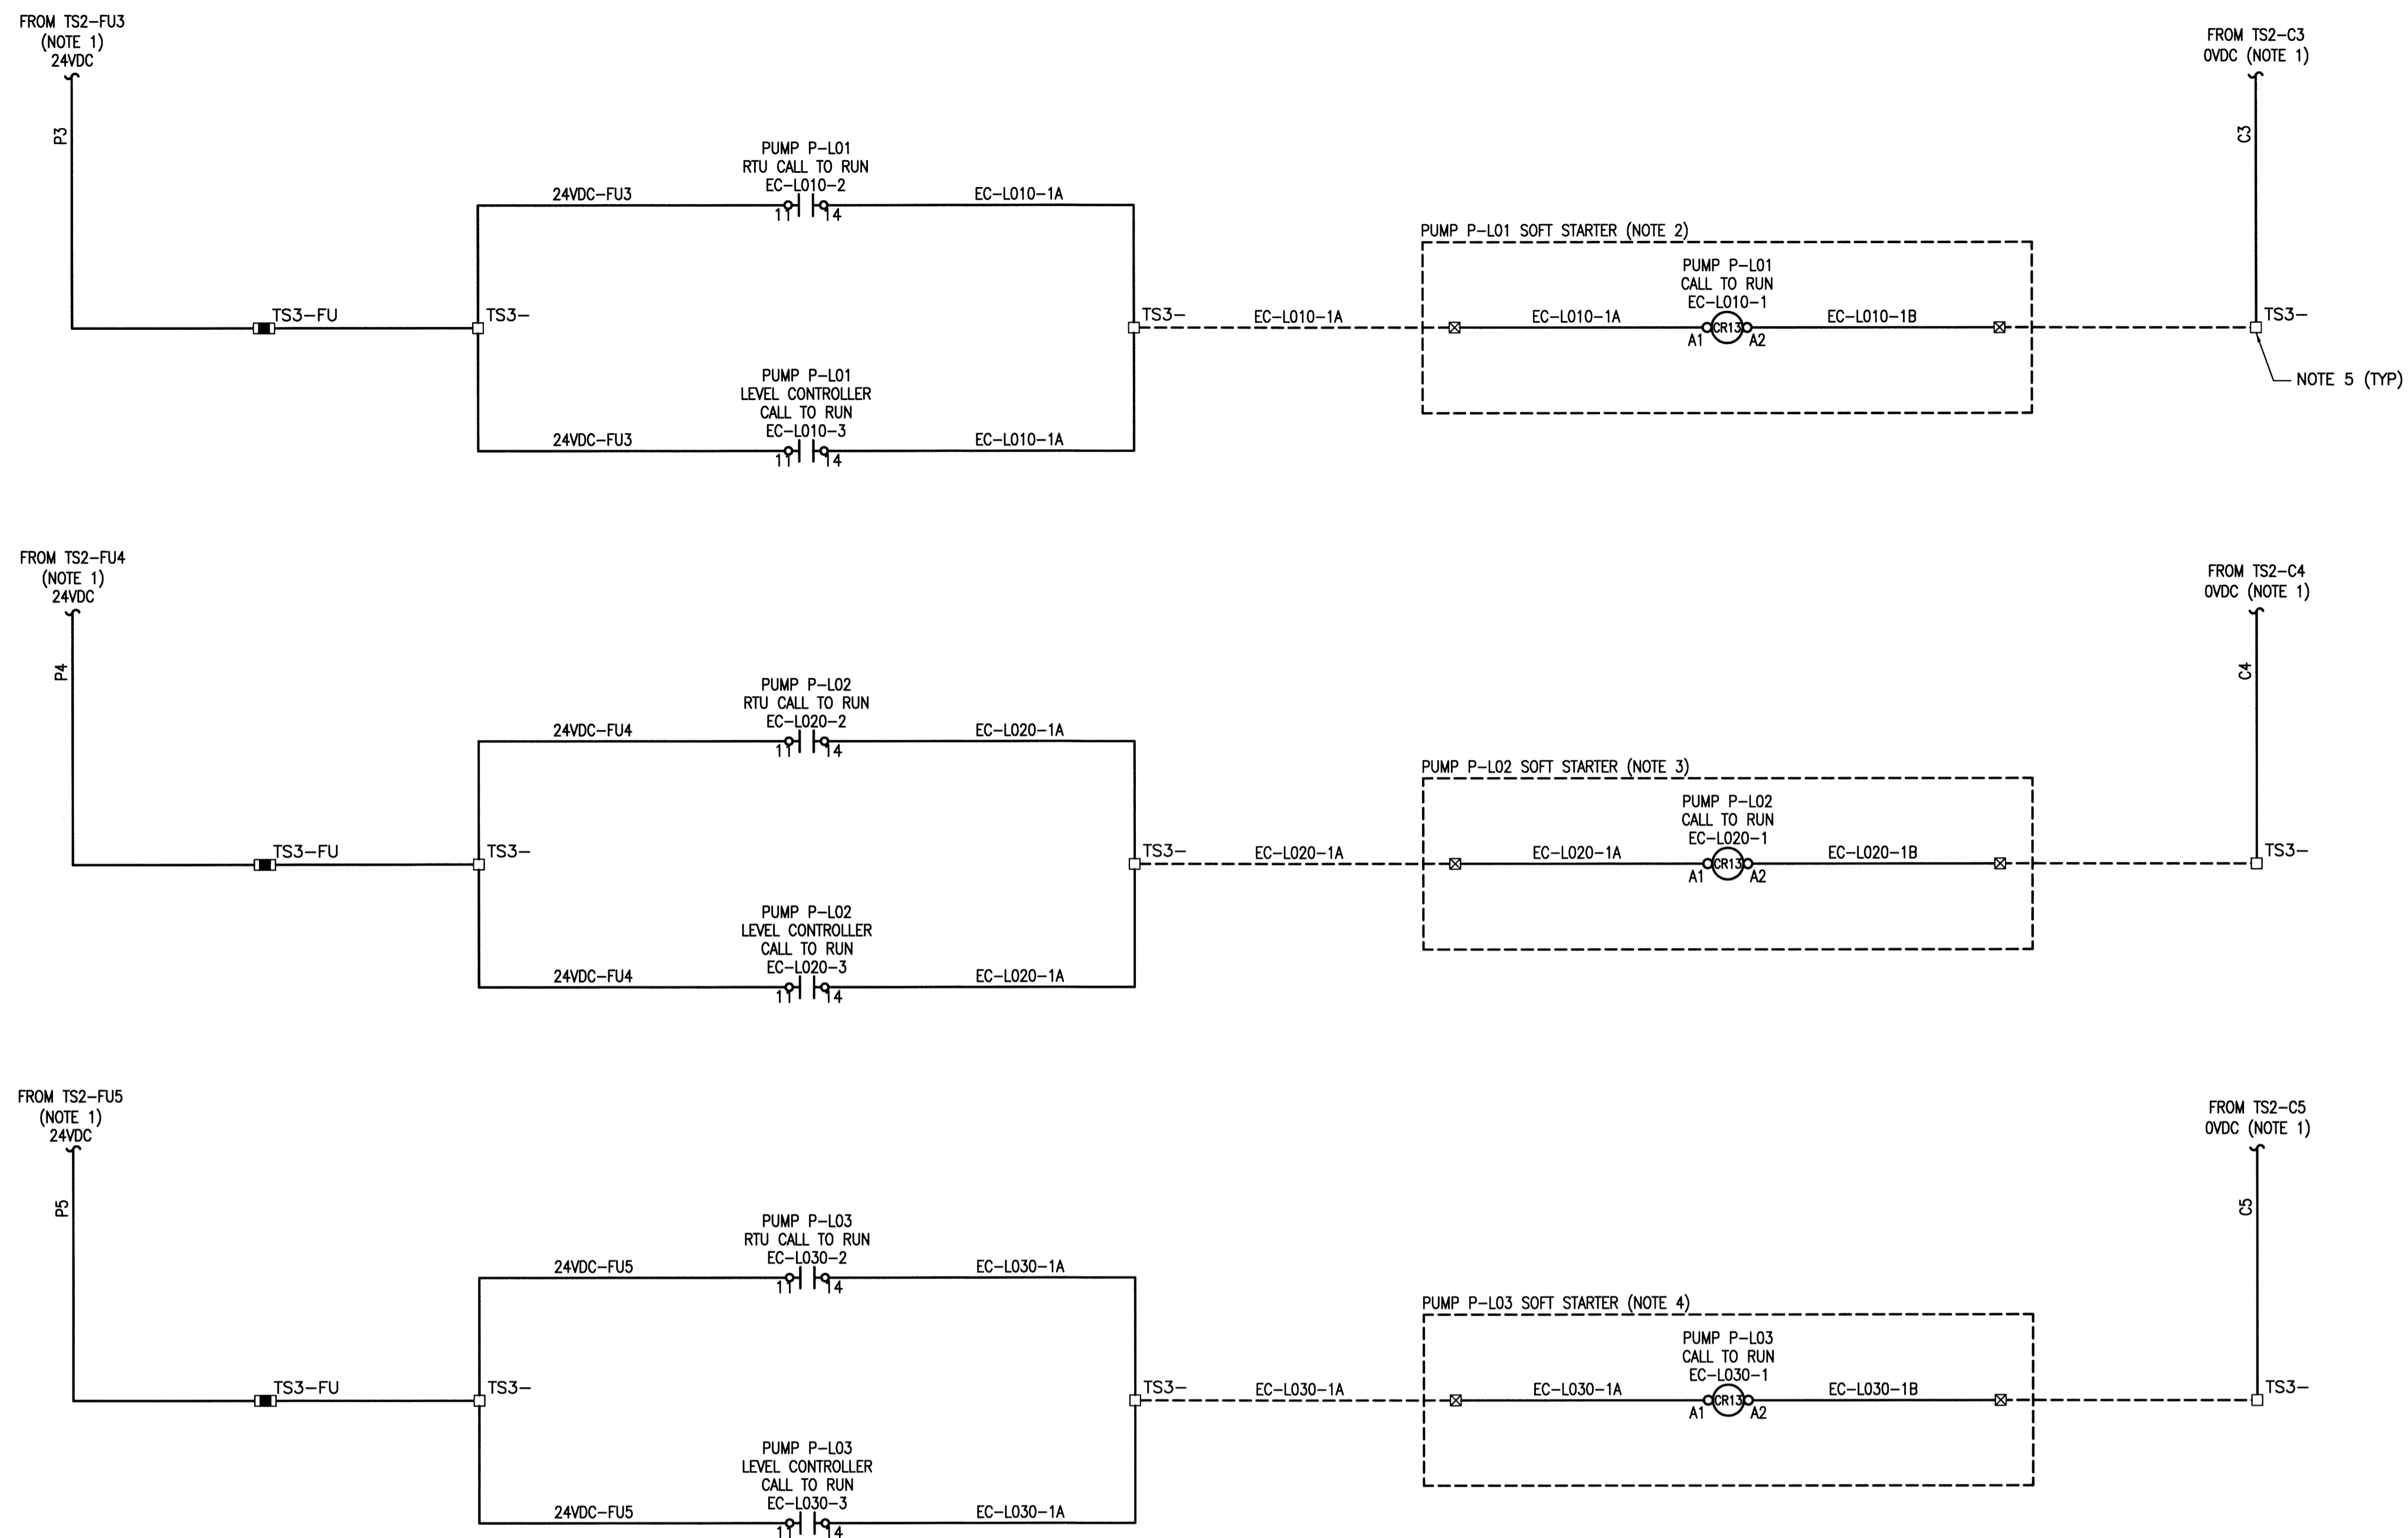 FROM TS2-FU3
(NOTE 1)
24VDC
FROM TS2-C3
0VDC (NOTE 1)
P3
C3
PUMP P-L01
RTU CALL TO RUN
EC-L010-2
24VDC-FU3
EC-L010-1A
11
14
PUMP P-L01 SOFT STARTER (NOTE 2)
PUMP P-L01
CALL TO RUN
EC-L010-1
TS3-FU
TS3-
TS3-
EC-L010-1A
EC-L010-1A
CR13
EC-L010-1B
TS3-
A1
A2
NOTE 5 (TYP)
PUMP P-L01
LEVEL CONTROLLER
CALL TO RUN
EC-L010-3
24VDC-FU3
EC-L010-1A
11
14
FROM TS2-FU4
(NOTE 1)
24VDC
FROM TS2-C4
0VDC (NOTE 1)
P4
C4
PUMP P-L02
RTU CALL TO RUN
EC-L020-2
24VDC-FU4
EC-L020-1A
11
14
PUMP P-L02 SOFT STARTER (NOTE 3)
PUMP P-L02
CALL TO RUN
EC-L020-1
TS3-FU
TS3-
TS3-
EC-L020-1A
EC-L020-1A
CR13
EC-L020-1B
TS3-
A1
A2
PUMP P-L02
LEVEL CONTROLLER
CALL TO RUN
EC-L020-3
24VDC-FU4
EC-L020-1A
11
14
FROM TS2-FU5
(NOTE 1)
24VDC
FROM TS2-C5
0VDC (NOTE 1)
P5
C5
PUMP P-L03
RTU CALL TO RUN
EC-L030-2
24VDC-FU5
EC-L030-1A
11
14
PUMP P-L03 SOFT STARTER (NOTE 4)
PUMP P-L03
CALL TO RUN
EC-L030-1
TS3-FU
TS3-
TS3-
EC-L030-1A
EC-L030-1A
CR13
EC-L030-1B
TS3-
A1
A2
PUMP P-L03
LEVEL CONTROLLER
CALL TO RUN
EC-L030-3
24VDC-FU5
EC-L030-1A
11
14